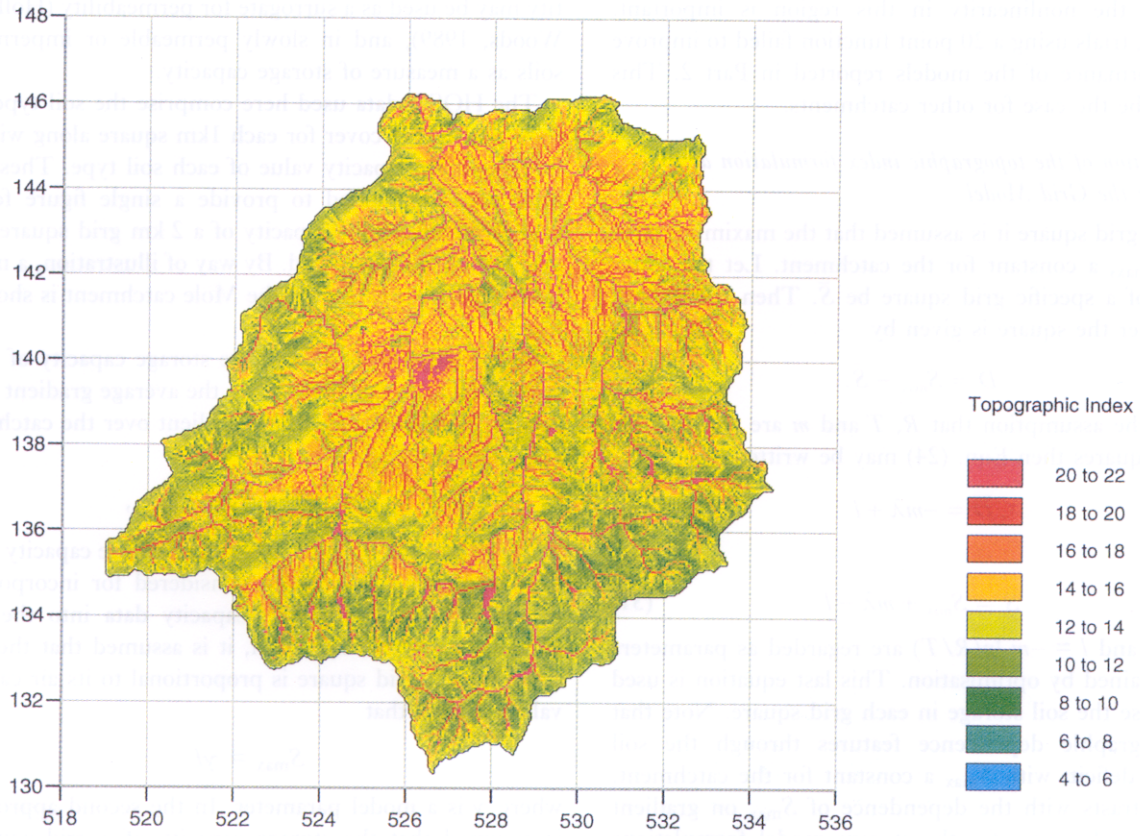 148
146
144
142
140
138
136
134
132
130
518 520 522 524 526 528 530 532 534 536
Topographic Index
20 to 22
18 to 20
16 to 18
14 to 16
12 to 14
10 to 12
8 to 10
6 to 8
4 to 6